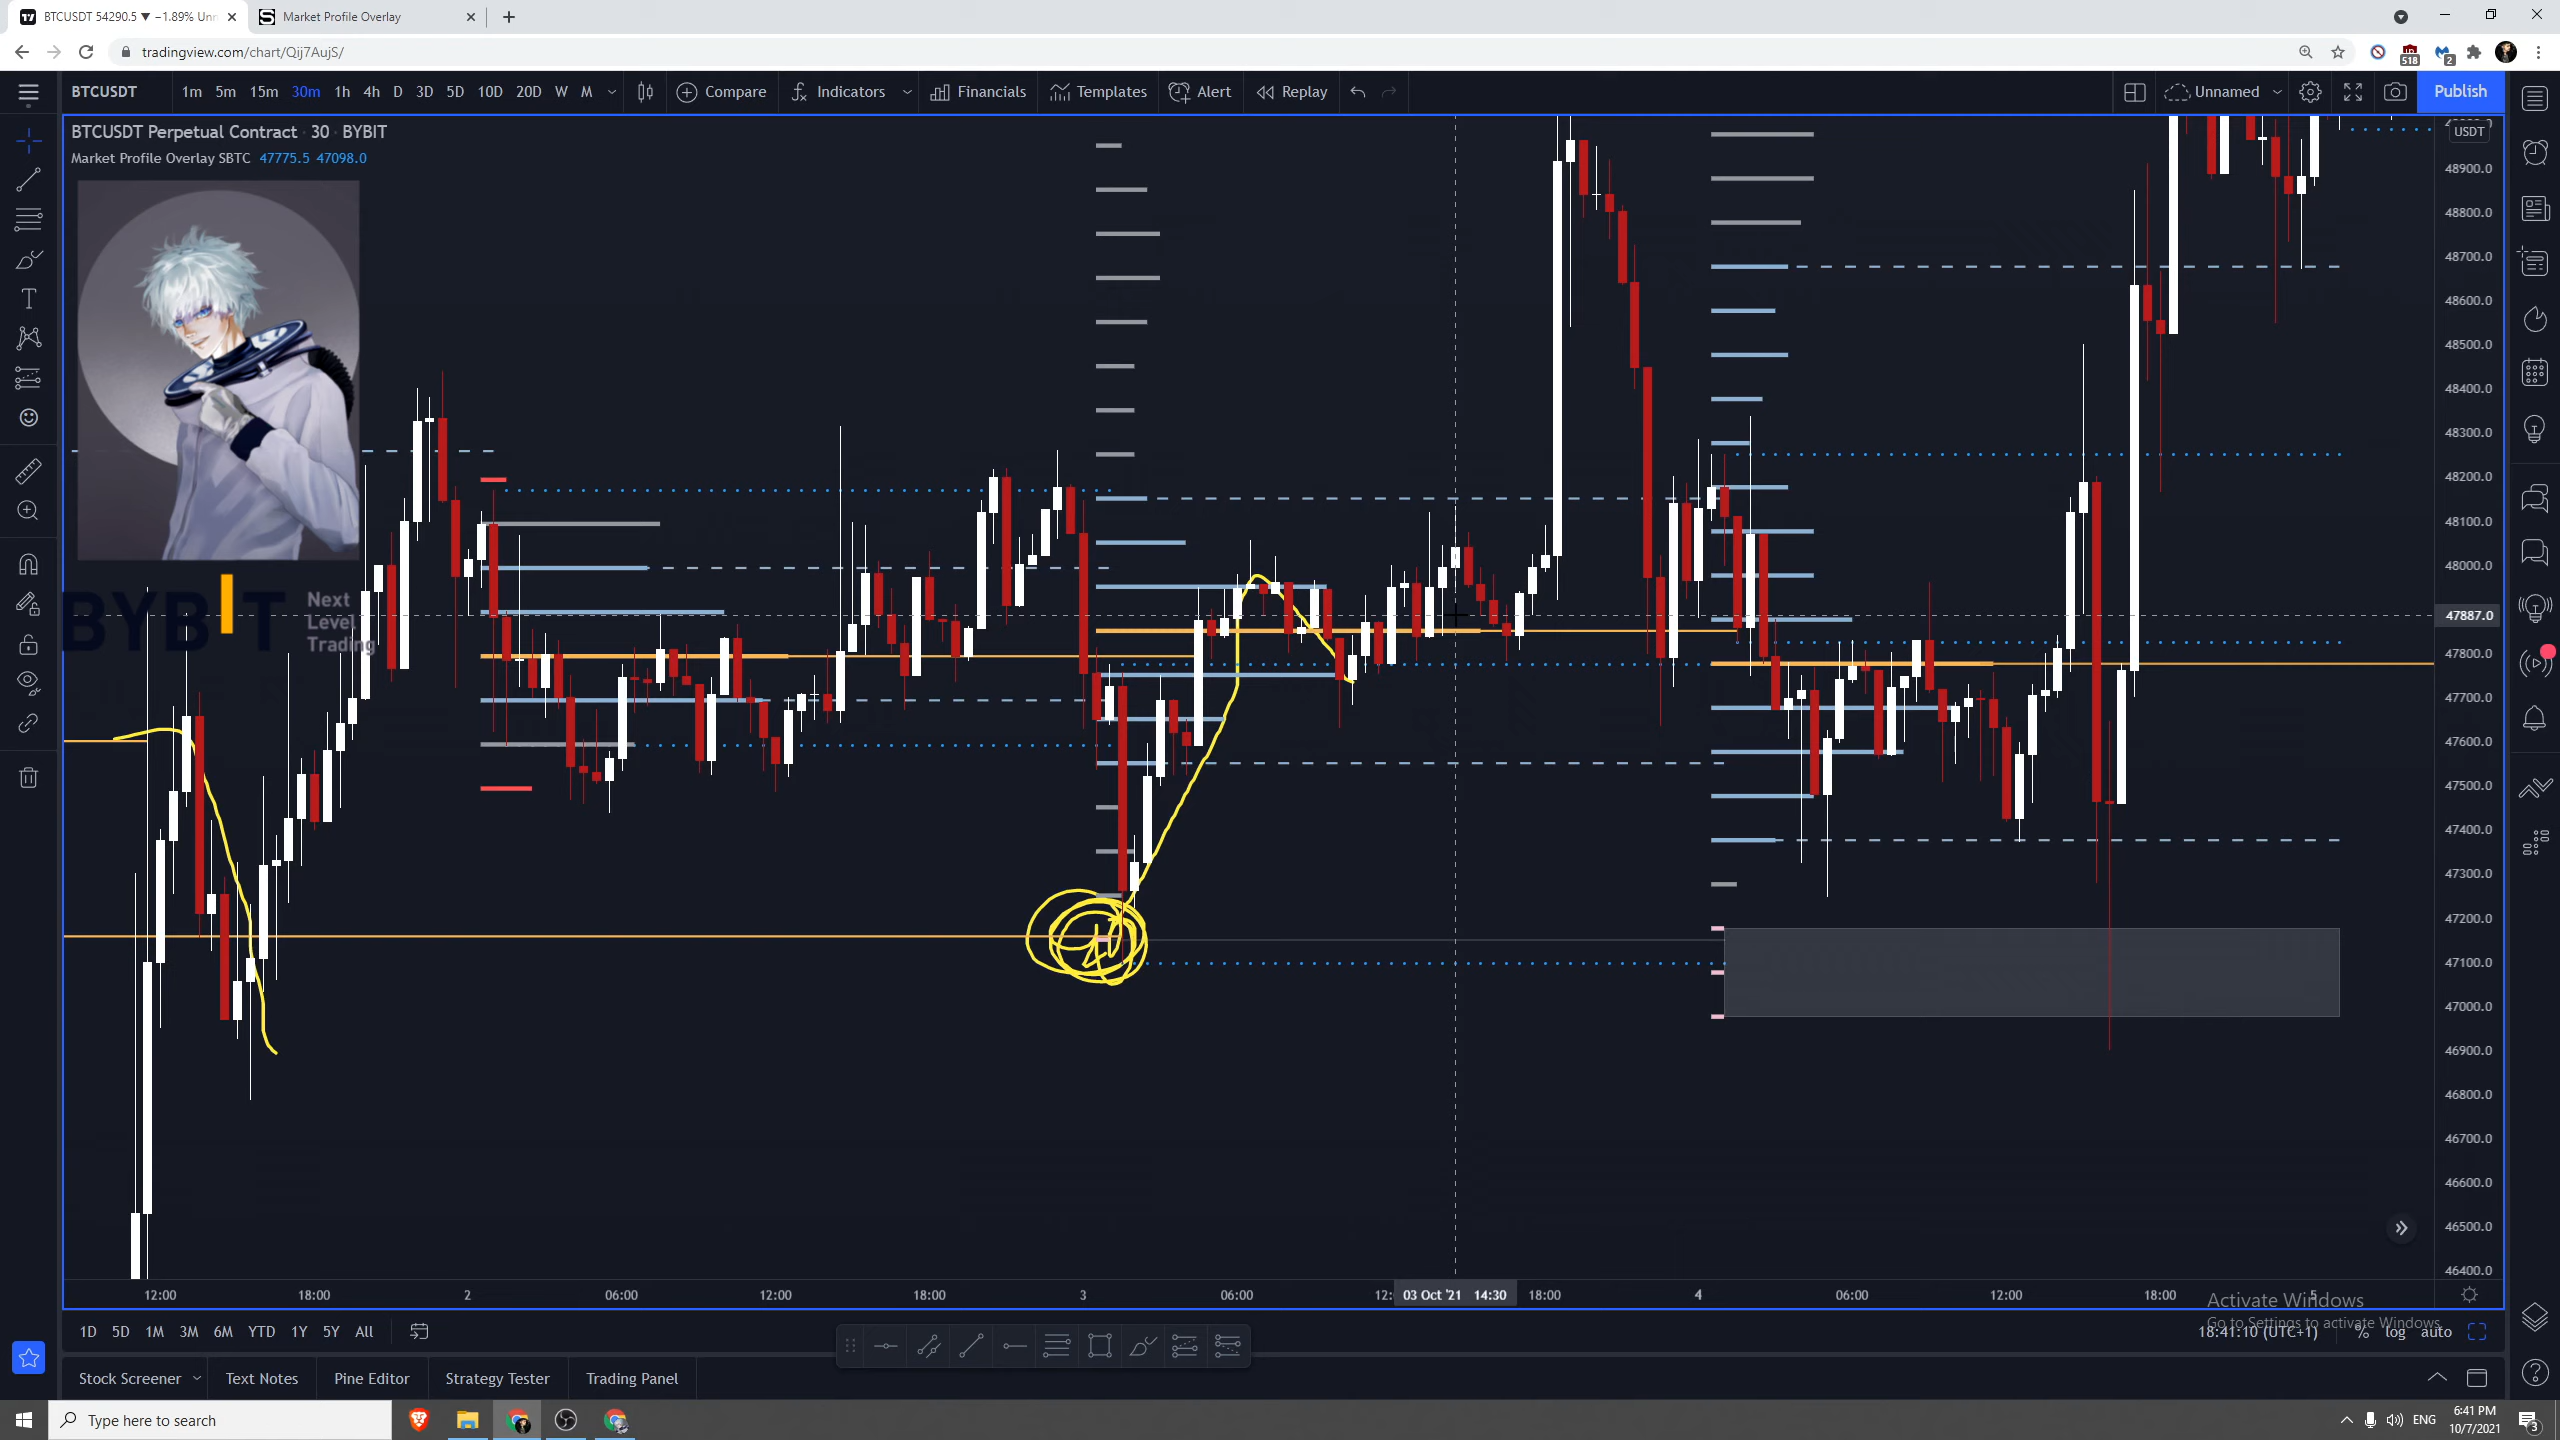 BTCUSDT 54290.5 ▼ −1.89% Unn
Market Profile Overlay
tradingview.com/chart/Qij7AujS/
518
2
BTCUSDT 1m 5m 15m 30m 1h 4h D 3D 5D 10D 20D W M Compare Indicators Financials Templates Alert Replay Unnamed Publish
BTCUSDT Perpetual Contract · 30 · BYBIT
Market Profile Overlay SBTC 47775.5 47098.0
USDT
48900.0
48800.0
48700.0
48600.0
48500.0
48400.0
48300.0
48200.0
48100.0
48000.0
47887.0
47800.0
47700.0
47600.0
47500.0
47400.0
47300.0
47200.0
47100.0
47000.0
46900.0
46800.0
46700.0
46600.0
46500.0
46400.0
BYBIT
Next
Level
Trading
12:00 18:00 2 06:00 12:00 18:00 3 06:00 12: 03 Oct '21 14:30 18:00 4 06:00 12:00 18:00 5
Activate Windows
Go to Settings to activate Windows.
1D 5D 1M 3M 6M YTD 1Y 5Y All
18:41:10 (UTC+1) % log auto
Stock Screener Text Notes Pine Editor Strategy Tester Trading Panel
Type here to search
ENG
6:41 PM
10/7/2021
3